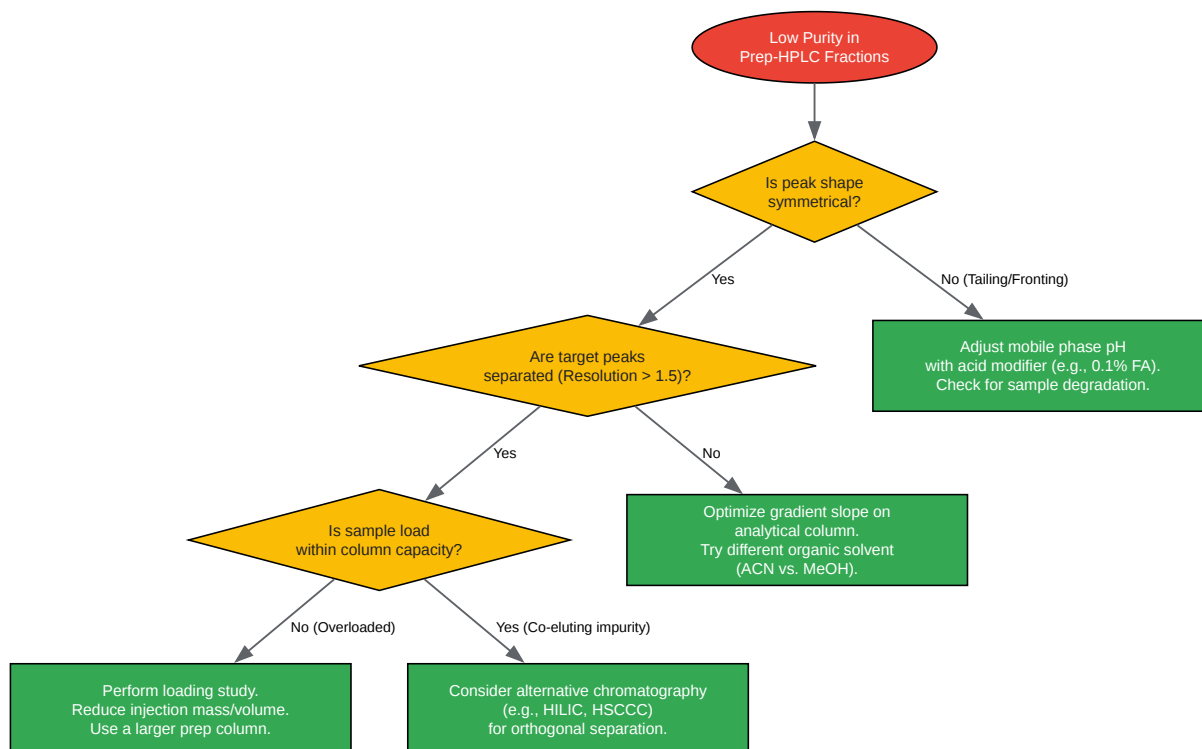 Low Purity in
Prep-HPLC Fractions
Is peak shape
symmetrical?
Yes
No (Tailing/Fronting)
Are target peaks
separated (Resolution > 1.5)?
Adjust mobile phase pH
with acid modifier (e.g., 0.1% FA).
Check for sample degradation.
Yes
No
Is sample load
within column capacity?
Optimize gradient slope on
analytical column.
Try different organic solvent
(ACN vs. MeOH).
No (Overloaded)
Yes (Co-eluting impurity)
Perform loading study.
Reduce injection mass/volume.
Use a larger prep column.
Consider alternative chromatography
(e.g., HILIC, HSCCC)
for orthogonal separation.